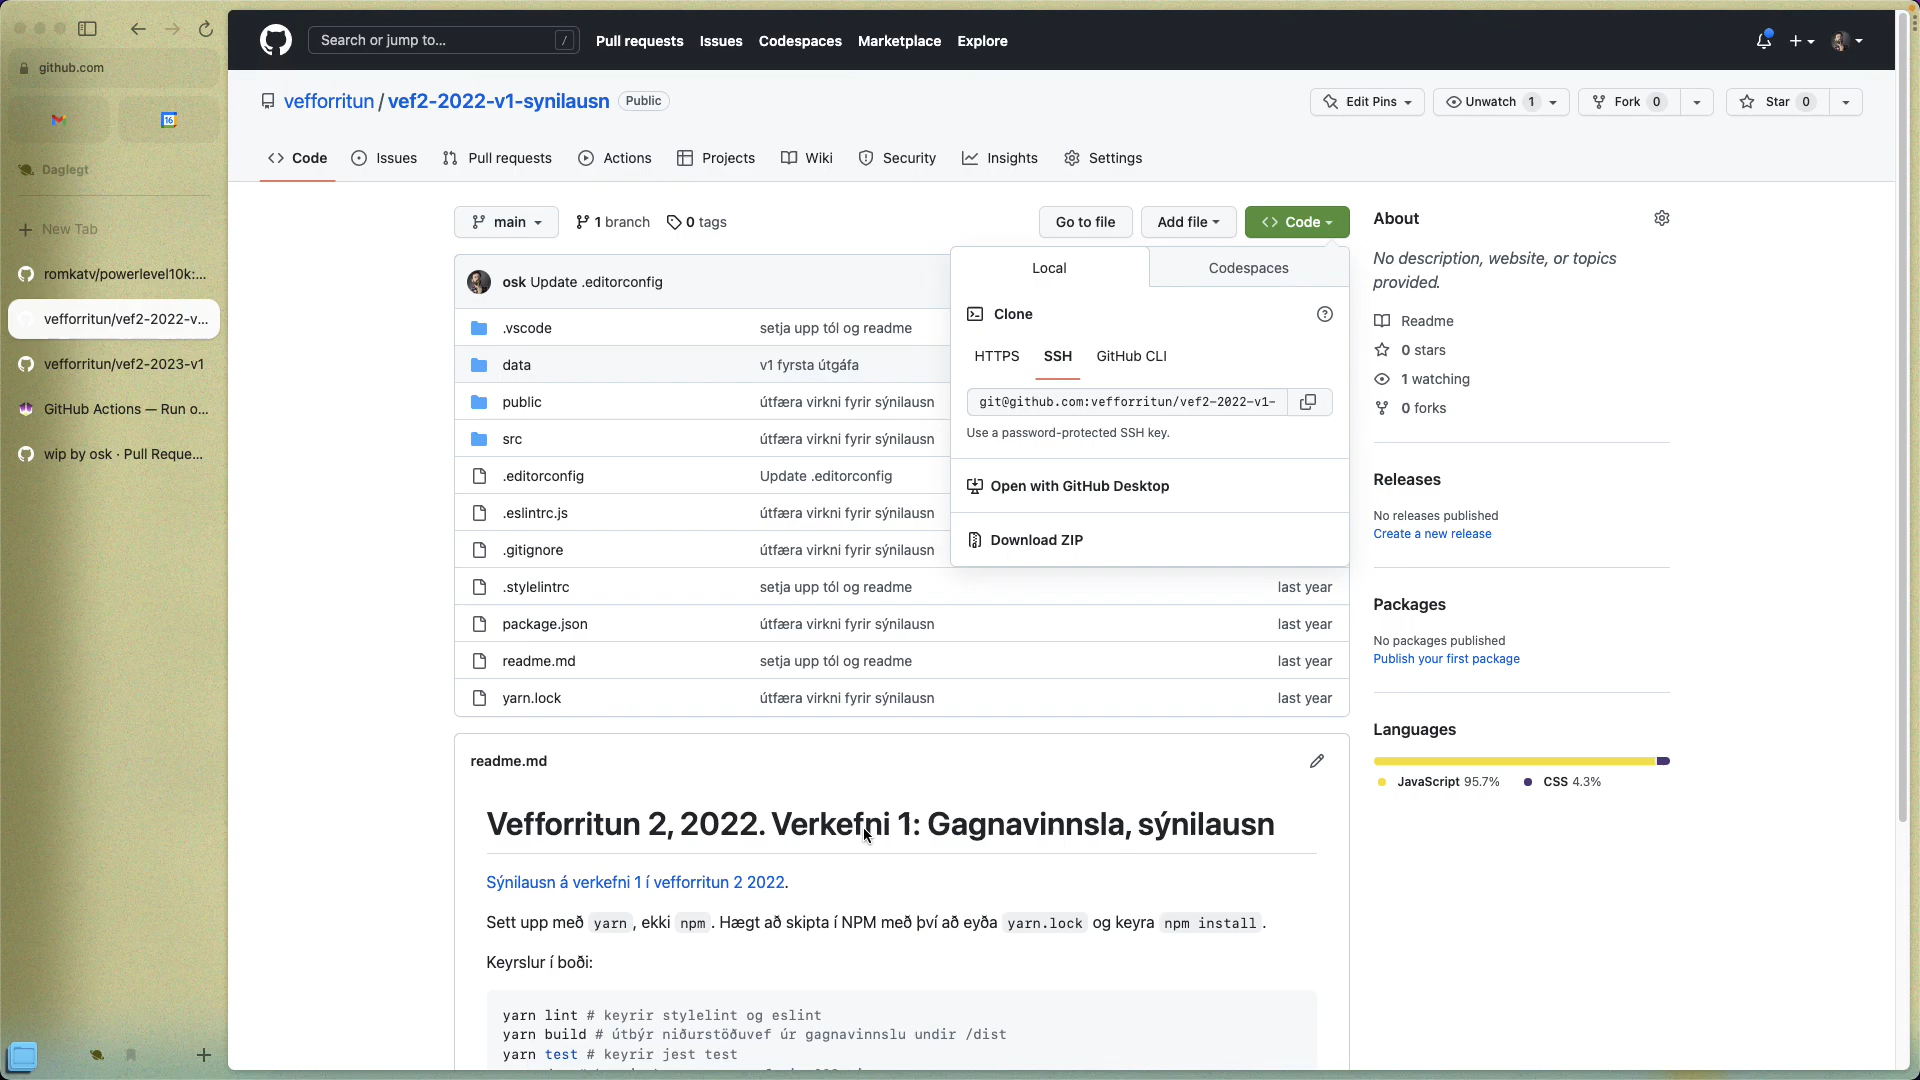 github.com
Daglegt
New Tab
romkatv/powerlevel10k:...
vefforritun/vef2-2022-v...
vefforritun/vef2-2023-v1
GitHub Actions — Run o...
wip by osk · Pull Reque...
Search or jump to... /
Pull requests Issues Codespaces Marketplace Explore
vefforritun / vef2-2022-v1-synilausn Public
Edit Pins Unwatch 1 Fork 0 Star 0
Code Issues Pull requests Actions Projects Wiki Security Insights Settings
main 1 branch 0 tags Go to file Add file Code
osk Update .editorconfig
.vscode setja upp tól og readme
data v1 fyrsta útgáfa
public útfæra virkni fyrir sýnilausn
src útfæra virkni fyrir sýnilausn
.editorconfig Update .editorconfig
.eslintrc.js útfæra virkni fyrir sýnilausn
.gitignore útfæra virkni fyrir sýnilausn
.stylelintrc setja upp tól og readme last year
package.json útfæra virkni fyrir sýnilausn last year
readme.md setja upp tól og readme last year
yarn.lock útfæra virkni fyrir sýnilausn last year
Local Codespaces
Clone
HTTPS SSH GitHub CLI
git@github.com:vefforritun/vef2-2022-v1-
Use a password-protected SSH key.
Open with GitHub Desktop
Download ZIP
About
No description, website, or topics
provided.
Readme
0 stars
1 watching
0 forks
Releases
No releases published
Create a new release
Packages
No packages published
Publish your first package
Languages
JavaScript 95.7% CSS 4.3%
readme.md
Vefforritun 2, 2022. Verkefni 1: Gagnavinnsla, sýnilausn
Sýnilausn á verkefni 1 í vefforritun 2 2022.
Sett upp með yarn, ekki npm. Hægt að skipta í NPM með því að eyða yarn.lock og keyra npm install.
Keyrslur í boði:
yarn lint # keyrir stylelint og eslint
yarn build # útbýr niðurstöðuvef úr gagnavinnslu undir /dist
yarn test # keyrir jest test